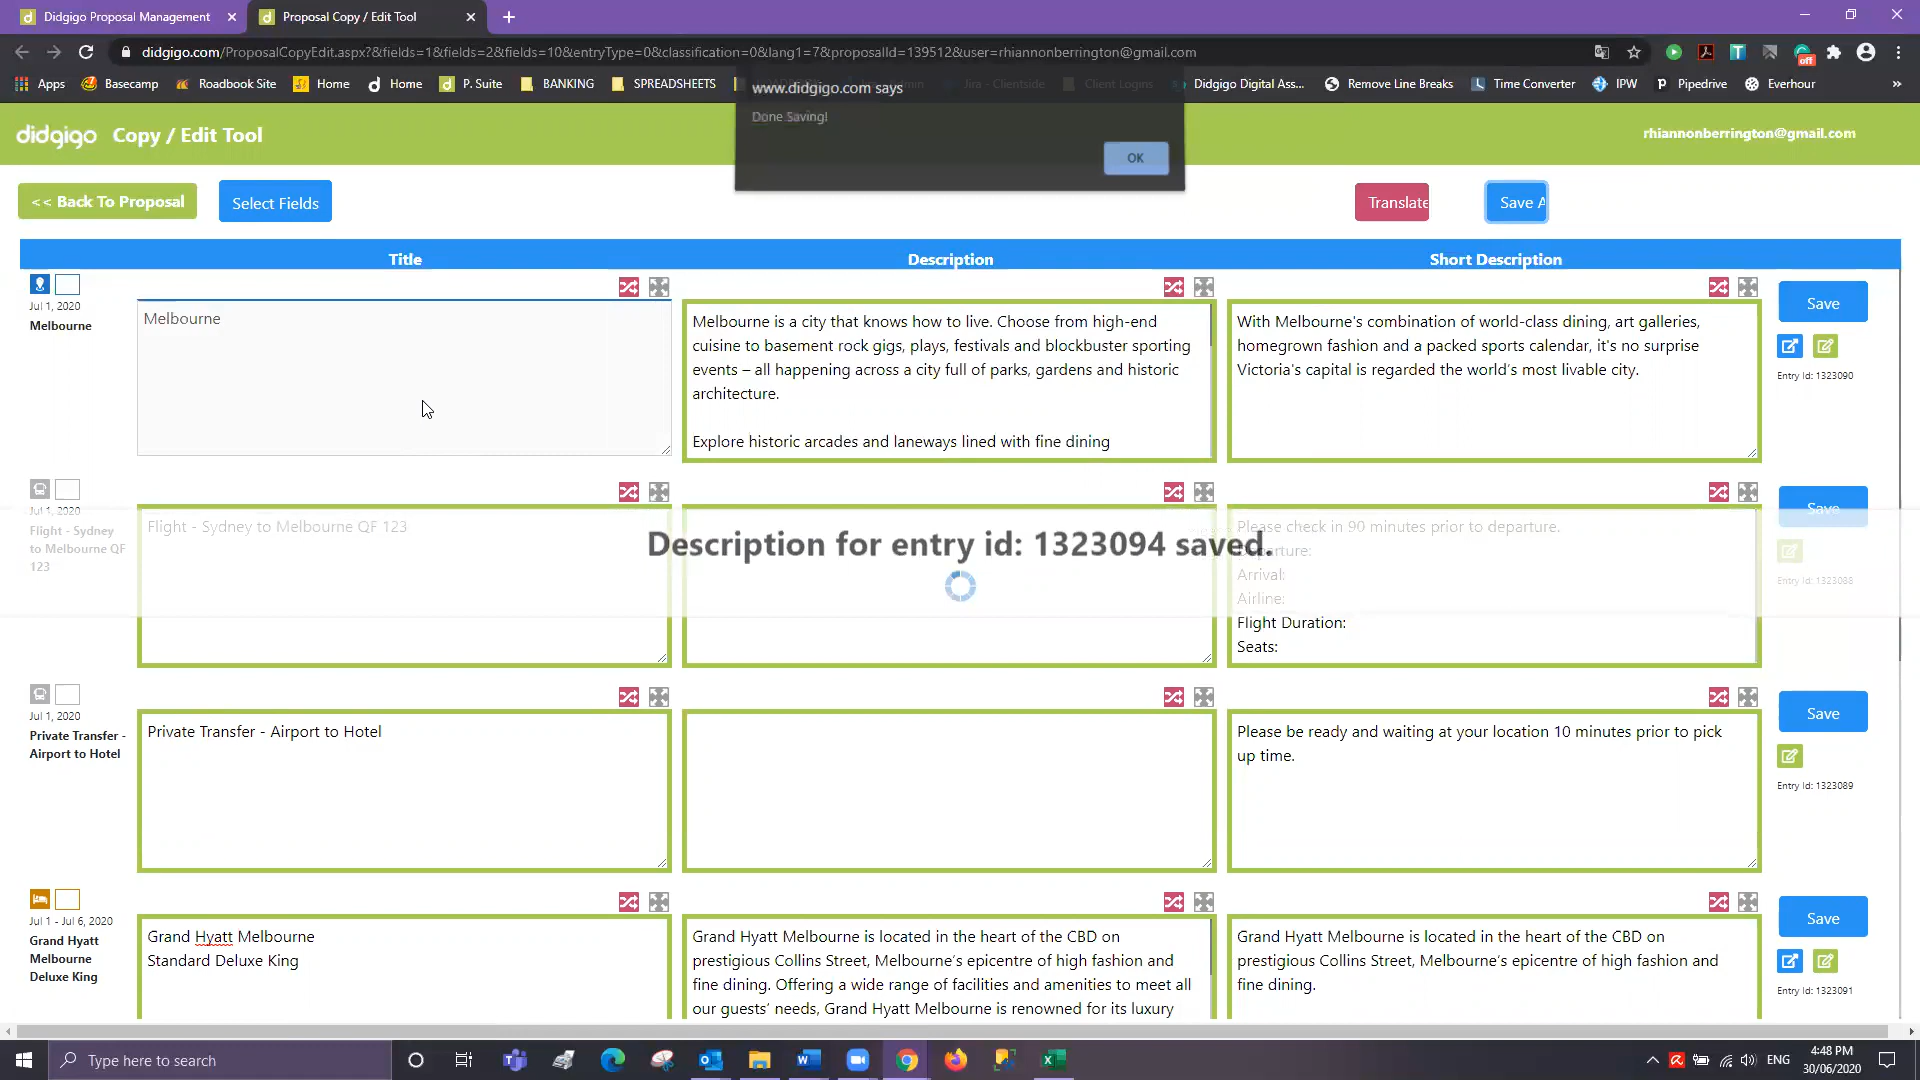 Didgigo Proposal Management
Proposal Copy / Edit Tool
didgigo.com/ProposalCopyEdit.aspx?&fields=1&fields=2&fields=10&entryType=0&classification=0&lang1=7&proposalId=139512&user=rhiannonberrington@gmail.com
off
Apps
Basecamp
Roadbook Site
Home
Home
P. Suite
BANKING
SPREADSHEETS
Jira - Clientside
Client Logins
Didgigo Digital Ass...
Remove Line Breaks
Time Converter
IPW
Pipedrive
Everhour
www.didgigo.com says
Done Saving!
OK
didgigo Copy / Edit Tool
rhiannonberrington@gmail.com
<< Back To Proposal
Select Fields
Translate
Save A
Title
Description
Short Description
Jul 1, 2020
Melbourne
Melbourne
Melbourne is a city that knows how to live. Choose from high-end
cuisine to basement rock gigs, plays, festivals and blockbuster sporting
events – all happening across a city full of parks, gardens and historic
architecture.
Explore historic arcades and laneways lined with fine dining
With Melbourne's combination of world-class dining, art galleries,
homegrown fashion and a packed sports calendar, it's no surprise
Victoria's capital is regarded the world's most livable city.
Save
Entry Id: 1323090
Jul 1, 2020
Flight - Sydney
to Melbourne QF
123
Flight - Sydney to Melbourne QF 123
Please check in 90 minutes prior to departure.
Departure:
Arrival:
Airline:
Flight Duration:
Seats:
Save
Entry Id: 1323088
Description for entry id: 1323094 saved.
Jul 1, 2020
Private Transfer -
Airport to Hotel
Private Transfer - Airport to Hotel
Please be ready and waiting at your location 10 minutes prior to pick
up time.
Save
Entry Id: 1323089
Jul 1 - Jul 6, 2020
Grand Hyatt
Melbourne
Deluxe King
Grand Hyatt Melbourne
Standard Deluxe King
Grand Hyatt Melbourne is located in the heart of the CBD on
prestigious Collins Street, Melbourne's epicentre of high fashion and
fine dining. Offering a wide range of facilities and amenities to meet all
our guests' needs, Grand Hyatt Melbourne is renowned for its luxury
Grand Hyatt Melbourne is located in the heart of the CBD on
prestigious Collins Street, Melbourne's epicentre of high fashion and
fine dining.
Save
Entry Id: 1323091
Type here to search
ENG
4:48 PM
30/06/2020